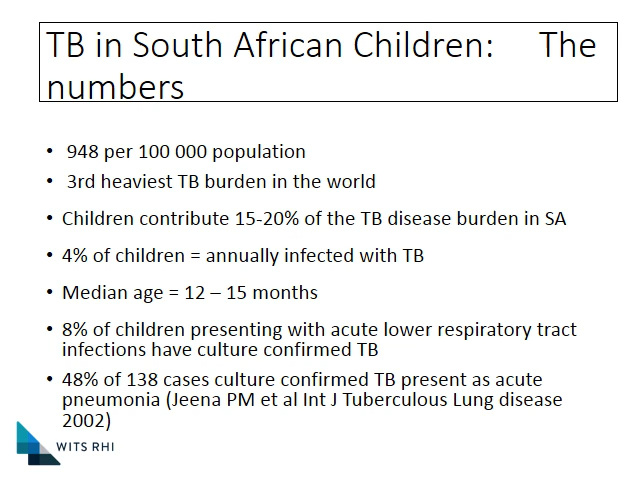 TB in South African Children: The
numbers
• 948 per 100 000 population
• 3rd heaviest TB burden in the world
• Children contribute 15-20% of the TB disease burden in SA
• 4% of children = annually infected with TB
• Median age = 12 – 15 months
• 8% of children presenting with acute lower respiratory tract
infections have culture confirmed TB
• 48% of 138 cases culture confirmed TB present as acute
pneumonia (Jeena PM et al Int J Tuberculous Lung disease
2002)
WITS RHI